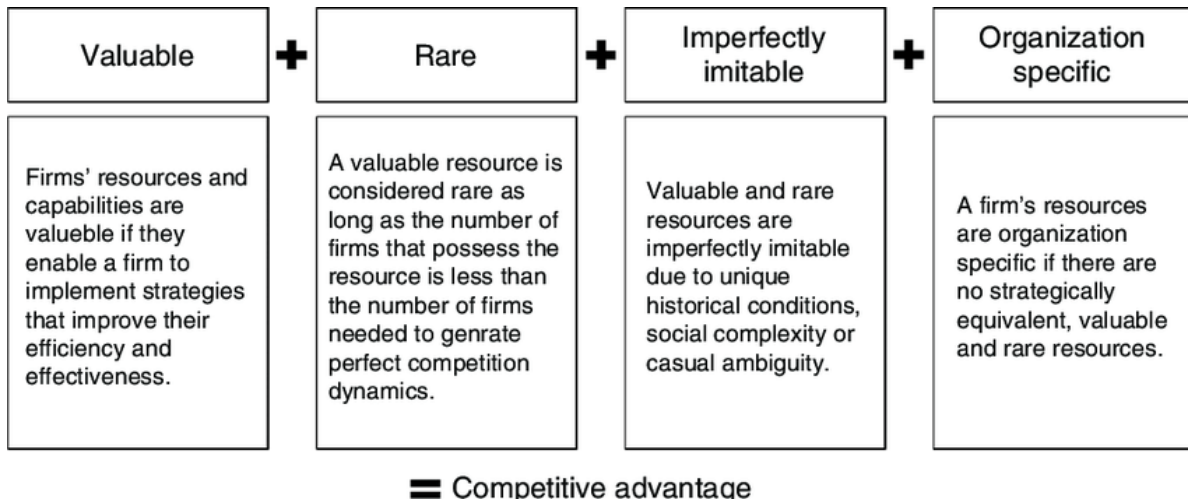 Valuable + Rare + Imperfectly
imitable + Organization
specific
Firms' resources and
capabilities are
valueble if they
enable a firm to
implement strategies
that improve their
efficiency and
effectiveness.
A valuable resource is
considered rare as
long as the number of
firms that possess the
resource is less than
the number of firms
needed to genrate
perfect competition
dynamics.
Valuable and rare
resources are
imperfectly imitable
due to unique
historical conditions,
social complexity or
casual ambiguity.
A firm's resources
are organization
specific if there are
no strategically
equivalent, valuable
and rare resources.
= Competitive advantage